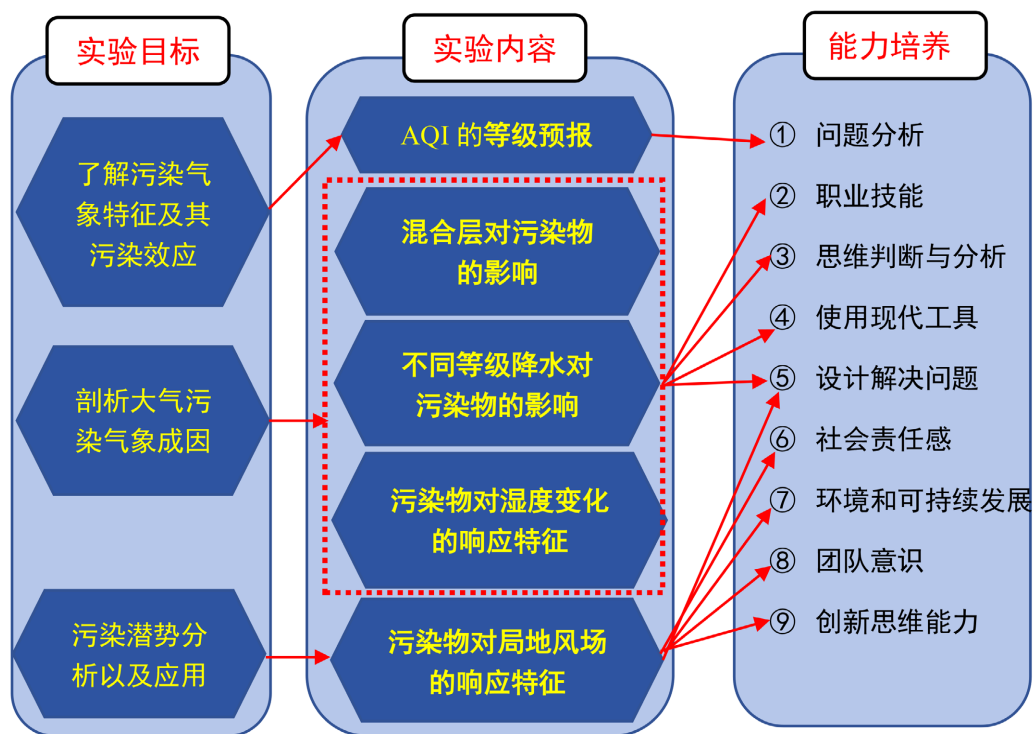 实验目标
了解污染气
象特征及其
污染效应
剖析大气污
染气象成因
污染潜势分
析以及应用
实验内容
AQI 的等级预报
混合层对污染物
的影响
不同等级降水对
污染物的影响
污染物对湿度变化
的响应特征
污染物对局地风场
的响应特征
能力培养
① 问题分析
② 职业技能
③ 思维判断与分析
④ 使用现代工具
⑤ 设计解决问题
⑥ 社会责任感
⑦ 环境和可持续发展
⑧ 团队意识
⑨ 创新思维能力